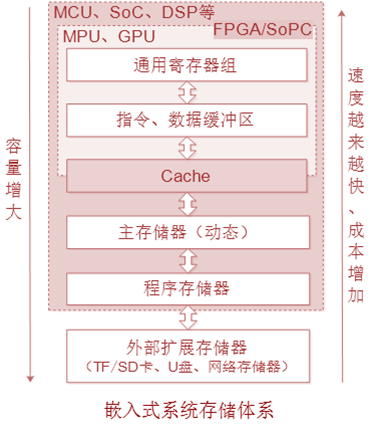 MCU、SoC、DSP等
FPGA/SoPC
MPU、GPU
通用寄存器组
指令、数据缓冲区
Cache
主存储器（动态）
程序存储器
外部扩展存储器
（TF/SD卡、U盘、网络存储器）
容量增大
速度越来越快、成本增加
嵌入式系统存储体系